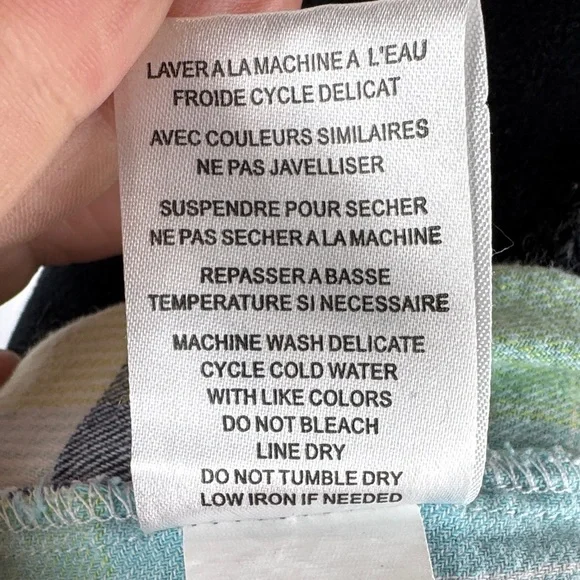 LAVER A LA MACHINE A L'EAU
FROIDE CYCLE DELICAT
AVEC COULEURS SIMILAIRES
NE PAS JAVELLISER
SUSPENDRE POUR SECHER
NE PAS SECHER A LA MACHINE
REPASSER A BASSE
TEMPERATURE SI NECESSAIRE
MACHINE WASH DELICATE
CYCLE COLD WATER
WITH LIKE COLORS
DO NOT BLEACH
LINE DRY
DO NOT TUMBLE DRY
LOW IRON IF NEEDED